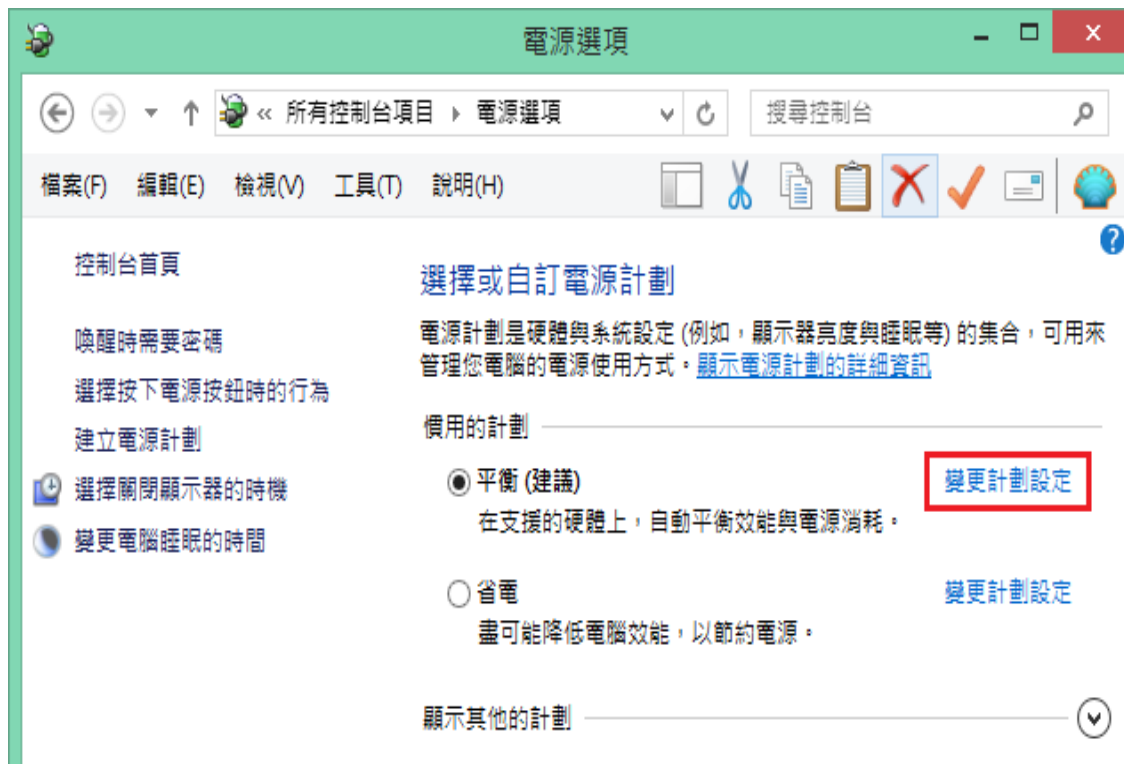 電源選項
« 所有控制台項目 ▸ 電源選項
搜尋控制台
檔案(F) 編輯(E) 檢視(V) 工具(T) 說明(H)
控制台首頁
喚醒時需要密碼
選擇按下電源按鈕時的行為
建立電源計劃
選擇關閉顯示器的時機
變更電腦睡眠的時間
選擇或自訂電源計劃
電源計劃是硬體與系統設定 (例如，顯示器亮度與睡眠等) 的集合，可用來
管理您電腦的電源使用方式。顯示電源計劃的詳細資訊
慣用的計劃
平衡 (建議) 變更計劃設定
在支援的硬體上，自動平衡效能與電源消耗。
省電 變更計劃設定
盡可能降低電腦效能，以節約電源。
顯示其他的計劃